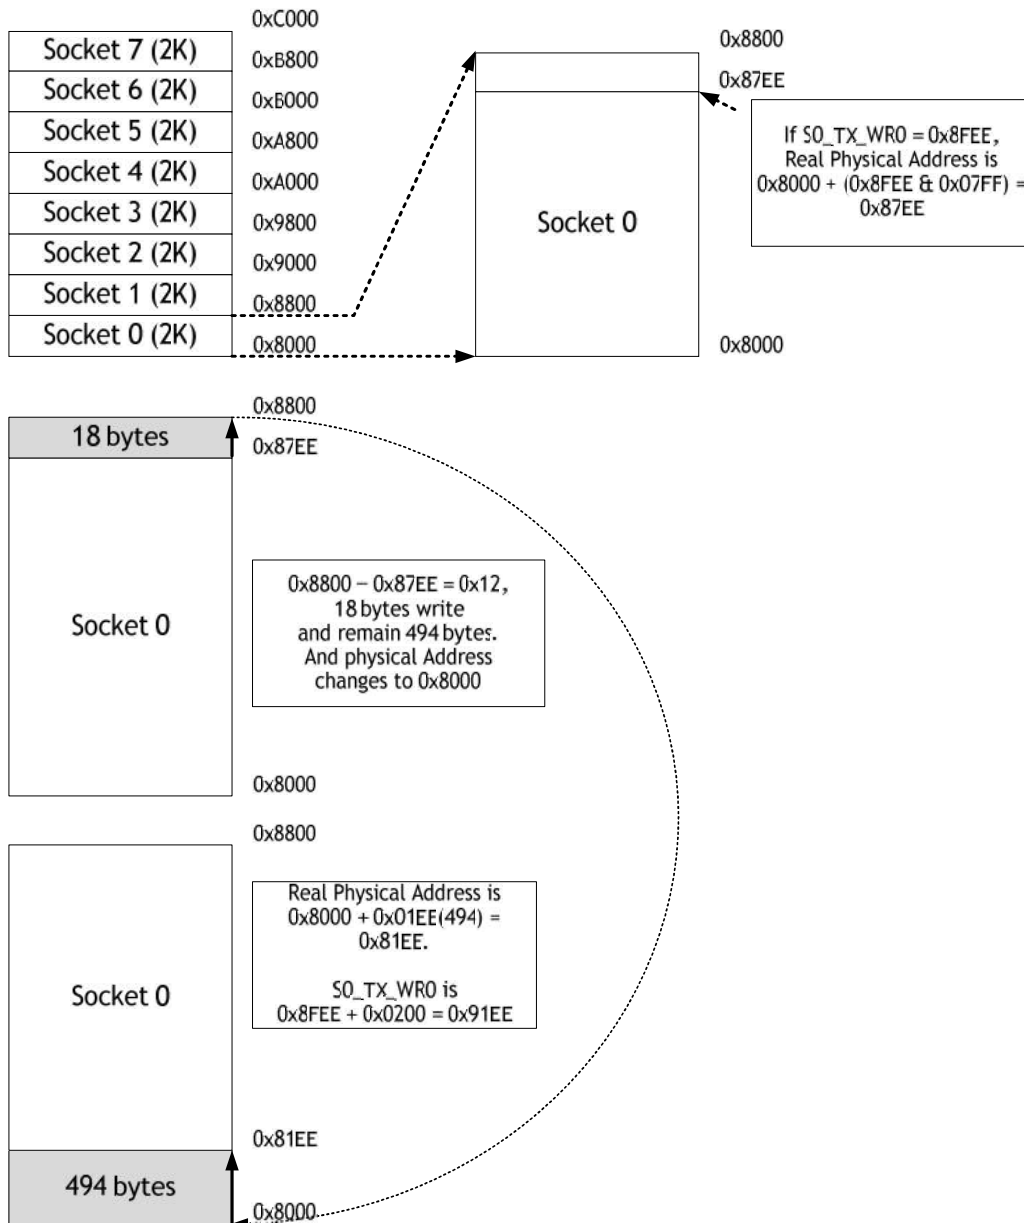 0xC000
Socket 7 (2K)
0xB800
Socket 6 (2K)
0xB000
Socket 5 (2K)
0xA800
Socket 4 (2K)
0xA000
Socket 3 (2K)
0x9800
Socket 2 (2K)
0x9000
Socket 1 (2K)
0x8800
Socket 0 (2K)
0x8000
0x8800
0x87EE
Socket 0
0x8000
If S0_TX_WR0 = 0x8FEE,
Real Physical Address is
0x8000 + (0x8FEE & 0x07FF) =
0x87EE
0x8800
18 bytes
0x87EE
Socket 0
0x8800 – 0x87EE = 0x12,
18 bytes write
and remain 494 bytes.
And physical Address
changes to 0x8000
0x8000
0x8800
Socket 0
Real Physical Address is
0x8000 + 0x01EE(494) =
0x81EE.
S0_TX_WR0 is
0x8FEE + 0x0200 = 0x91EE
0x81EE
494 bytes
0x8000